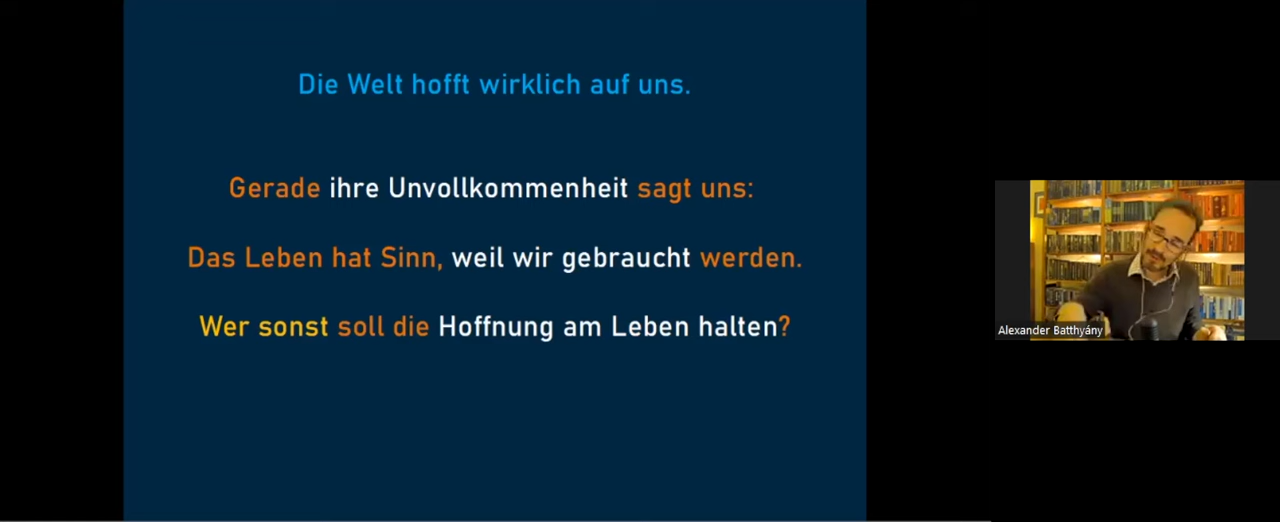 Die Welt hofft wirklich auf uns.
Gerade ihre Unvollkommenheit sagt uns:
Das Leben hat Sinn, weil wir gebraucht werden.
Wer sonst soll die Hoffnung am Leben halten?
Alexander Batthyány